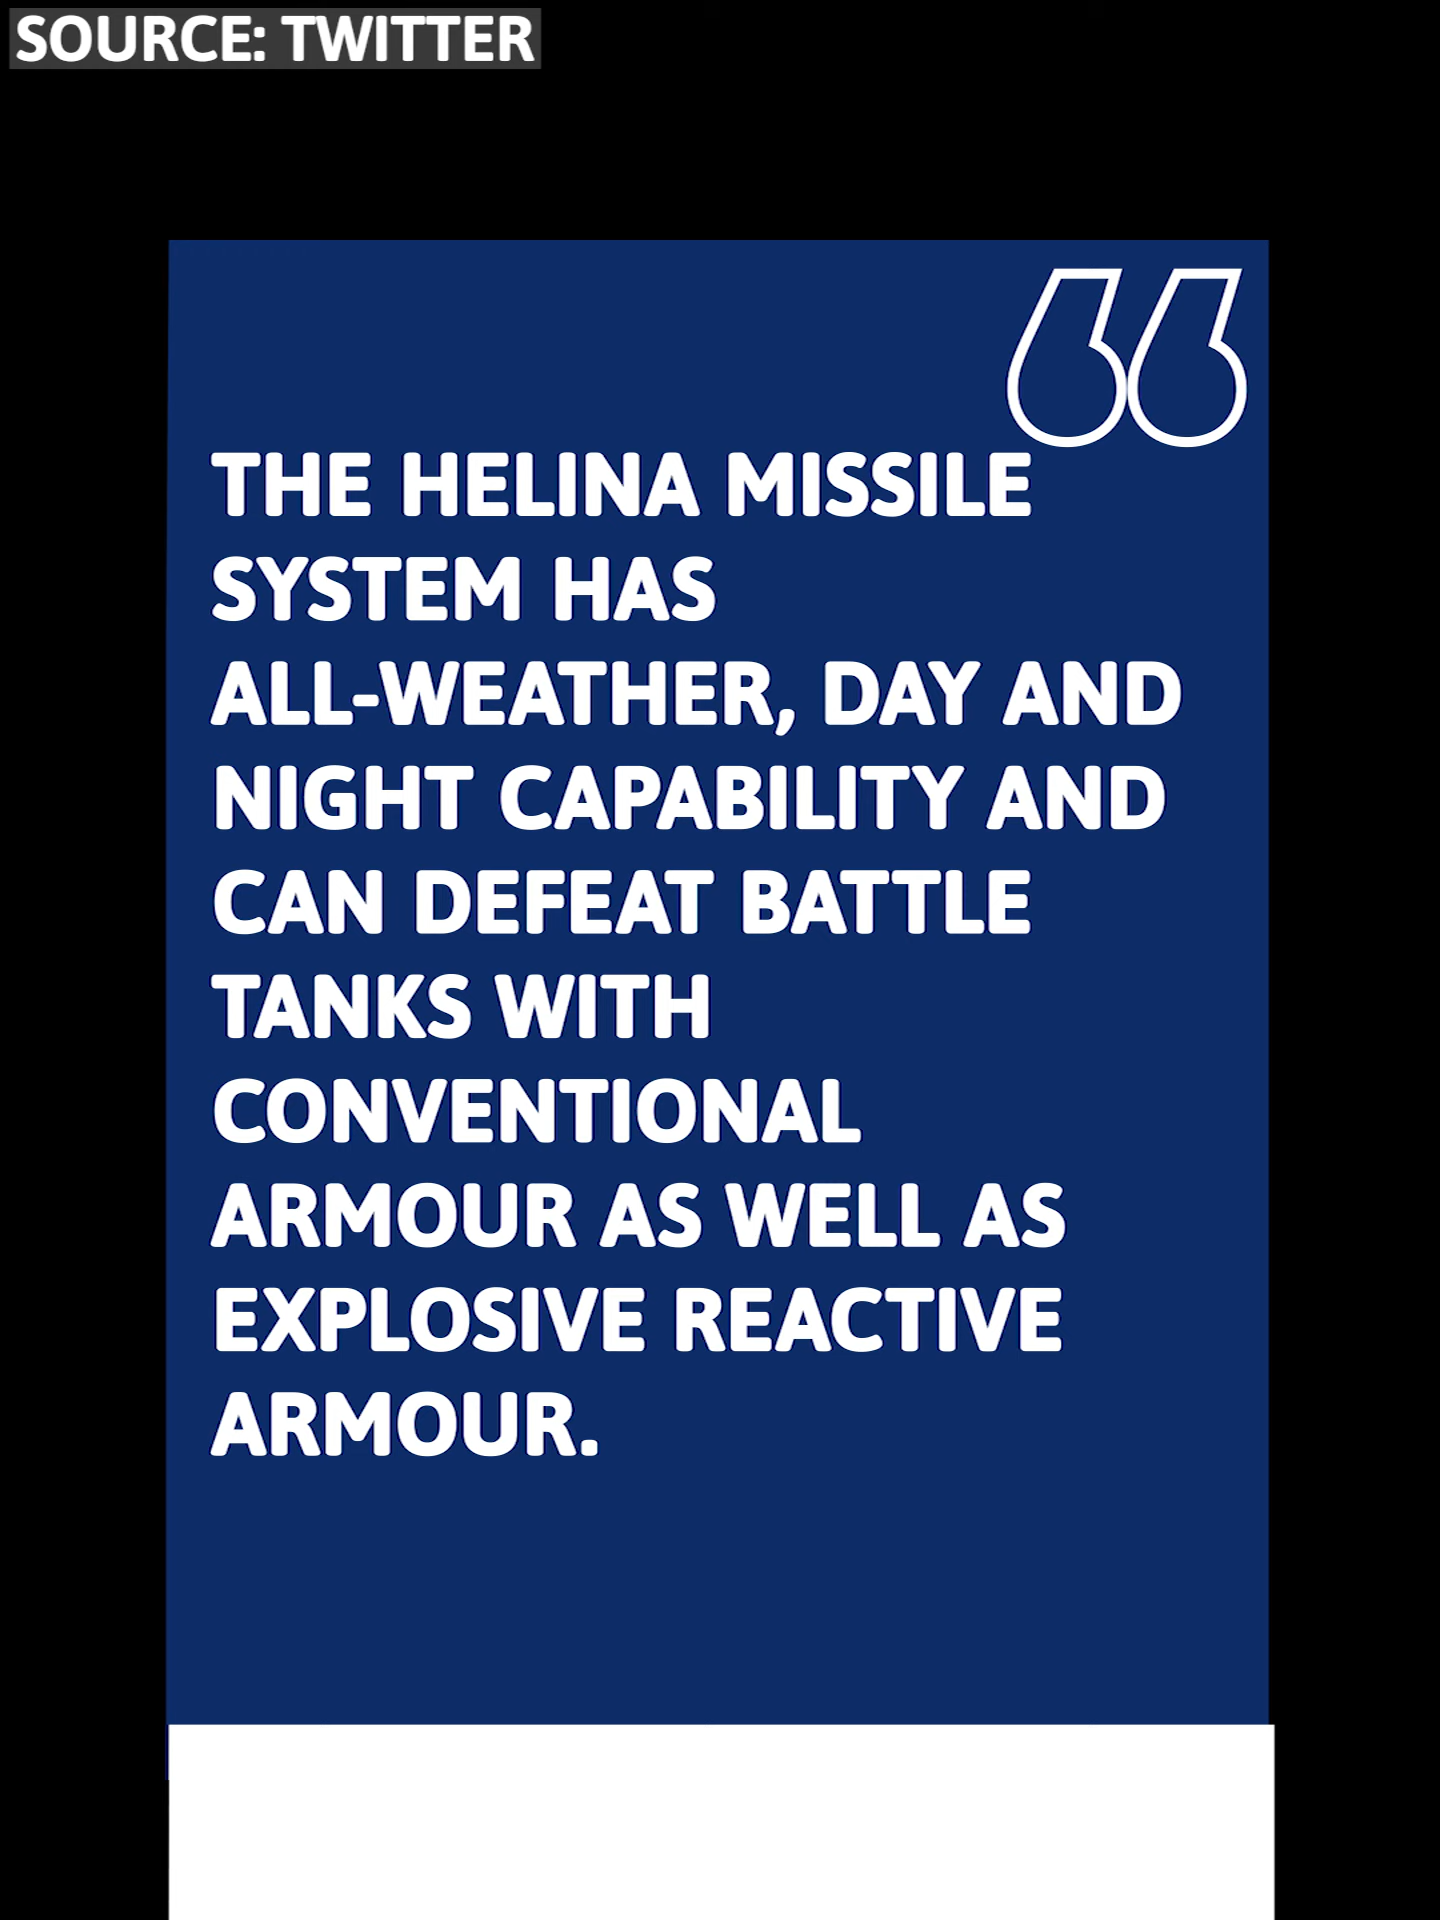 SOURCE: TWITTER
THE HELINA MISSILE
SYSTEM HAS
ALL-WEATHER, DAY AND
NIGHT CAPABILITY AND
CAN DEFEAT BATTLE
TANKS WITH
CONVENTIONAL
ARMOUR AS WELL AS
EXPLOSIVE REACTIVE
ARMOUR.